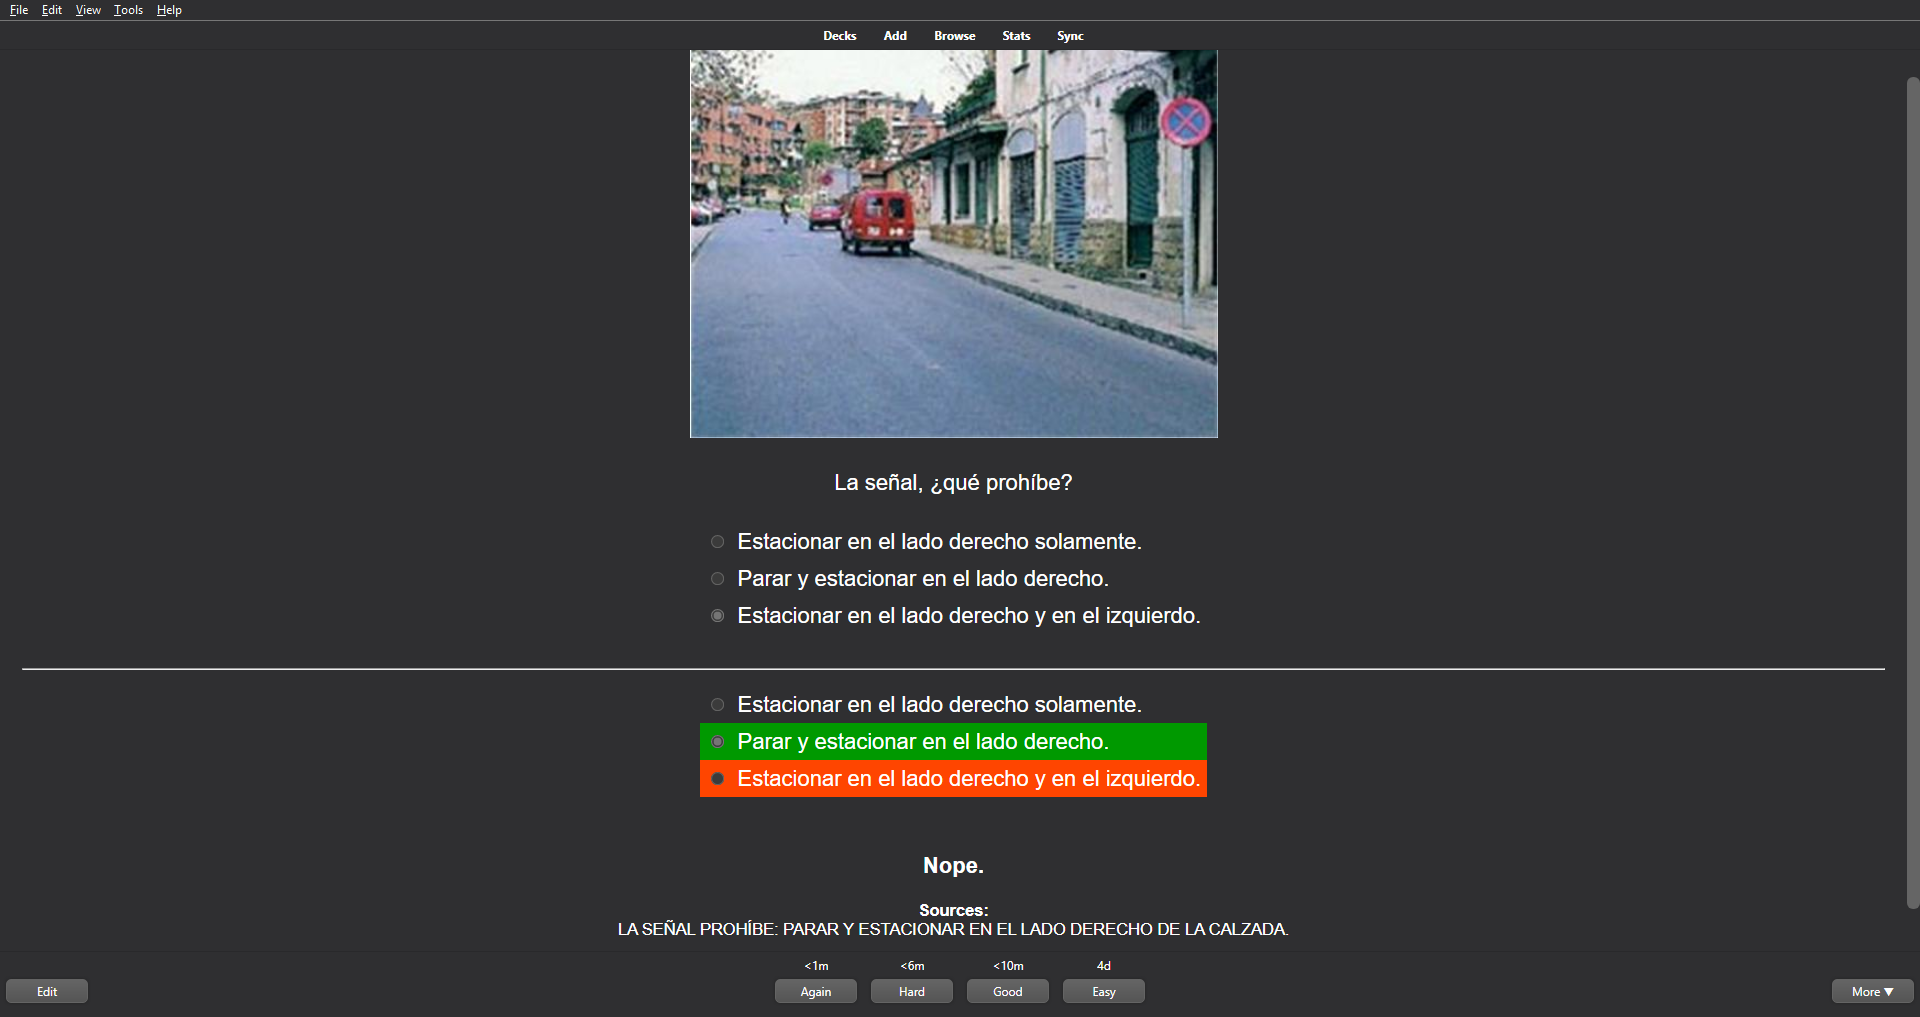 File Edit View Tools Help
Decks Add Browse Stats Sync
La señal, ¿qué prohíbe?
Estacionar en el lado derecho solamente.
Parar y estacionar en el lado derecho.
Estacionar en el lado derecho y en el izquierdo.
Estacionar en el lado derecho solamente.
Parar y estacionar en el lado derecho.
Estacionar en el lado derecho y en el izquierdo.
Nope.
Sources:
LA SEÑAL PROHÍBE: PARAR Y ESTACIONAR EN EL LADO DERECHO DE LA CALZADA.
<1m <6m <10m 4d
Edit Again Hard Good Easy More ▼